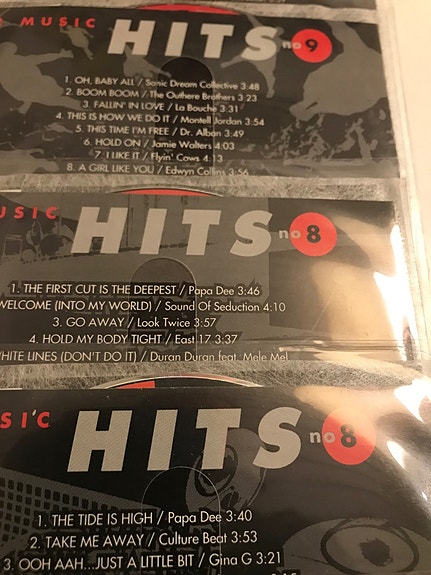 MUSIC HITS no 9
1. OH, BABY ALL / Sonic Dream Collective 3:48
2. BOOM BOOM / The Outhere Brothers 3:23
3. FALLIN' IN LOVE / La Bouche 3:31
4. THIS IS HOW WE DO IT / Montell Jordan 3:54
5. THIS TIME I'M FREE / Dr. Alban 3:49
6. HOLD ON / Jamie Walters 4:03
7. I LIKE IT / Flyin' Cows 4:13
8. A GIRL LIKE YOU / Edwyn Collins 3:56
USIC HITS no 8
1. THE FIRST CUT IS THE DEEPEST / Papa Dee 3:46
WELCOME (INTO MY WORLD) / Sound Of Seduction 4:10
3. GO AWAY / Look Twice 3:57
4. HOLD MY BODY TIGHT / East 17 3:37
WHITE LINES (DON'T DO IT) / Duran Duran feat. Mele Mel
SI'C HITS no 8
1. THE TIDE IS HIGH / Papa Dee 3:40
2. TAKE ME AWAY / Culture Beat 3:53
3. OOH AAH...JUST A LITTLE BIT / Gina G 3:21